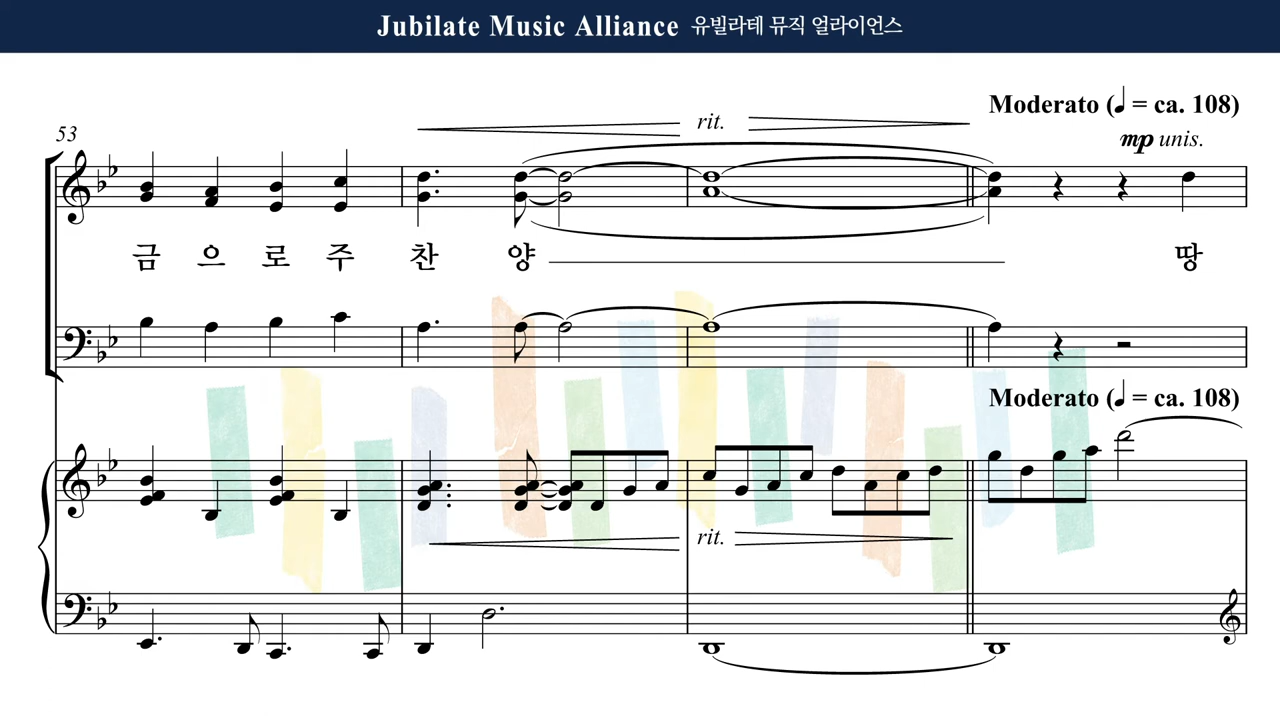 Jubilate Music Alliance 유빌라테 뮤직 얼라이언스
Moderato (♩ = ca. 108)
53
rit.
mp unis.
금 으 로 주 찬 양 땅
Moderato (♩ = ca. 108)
rit.